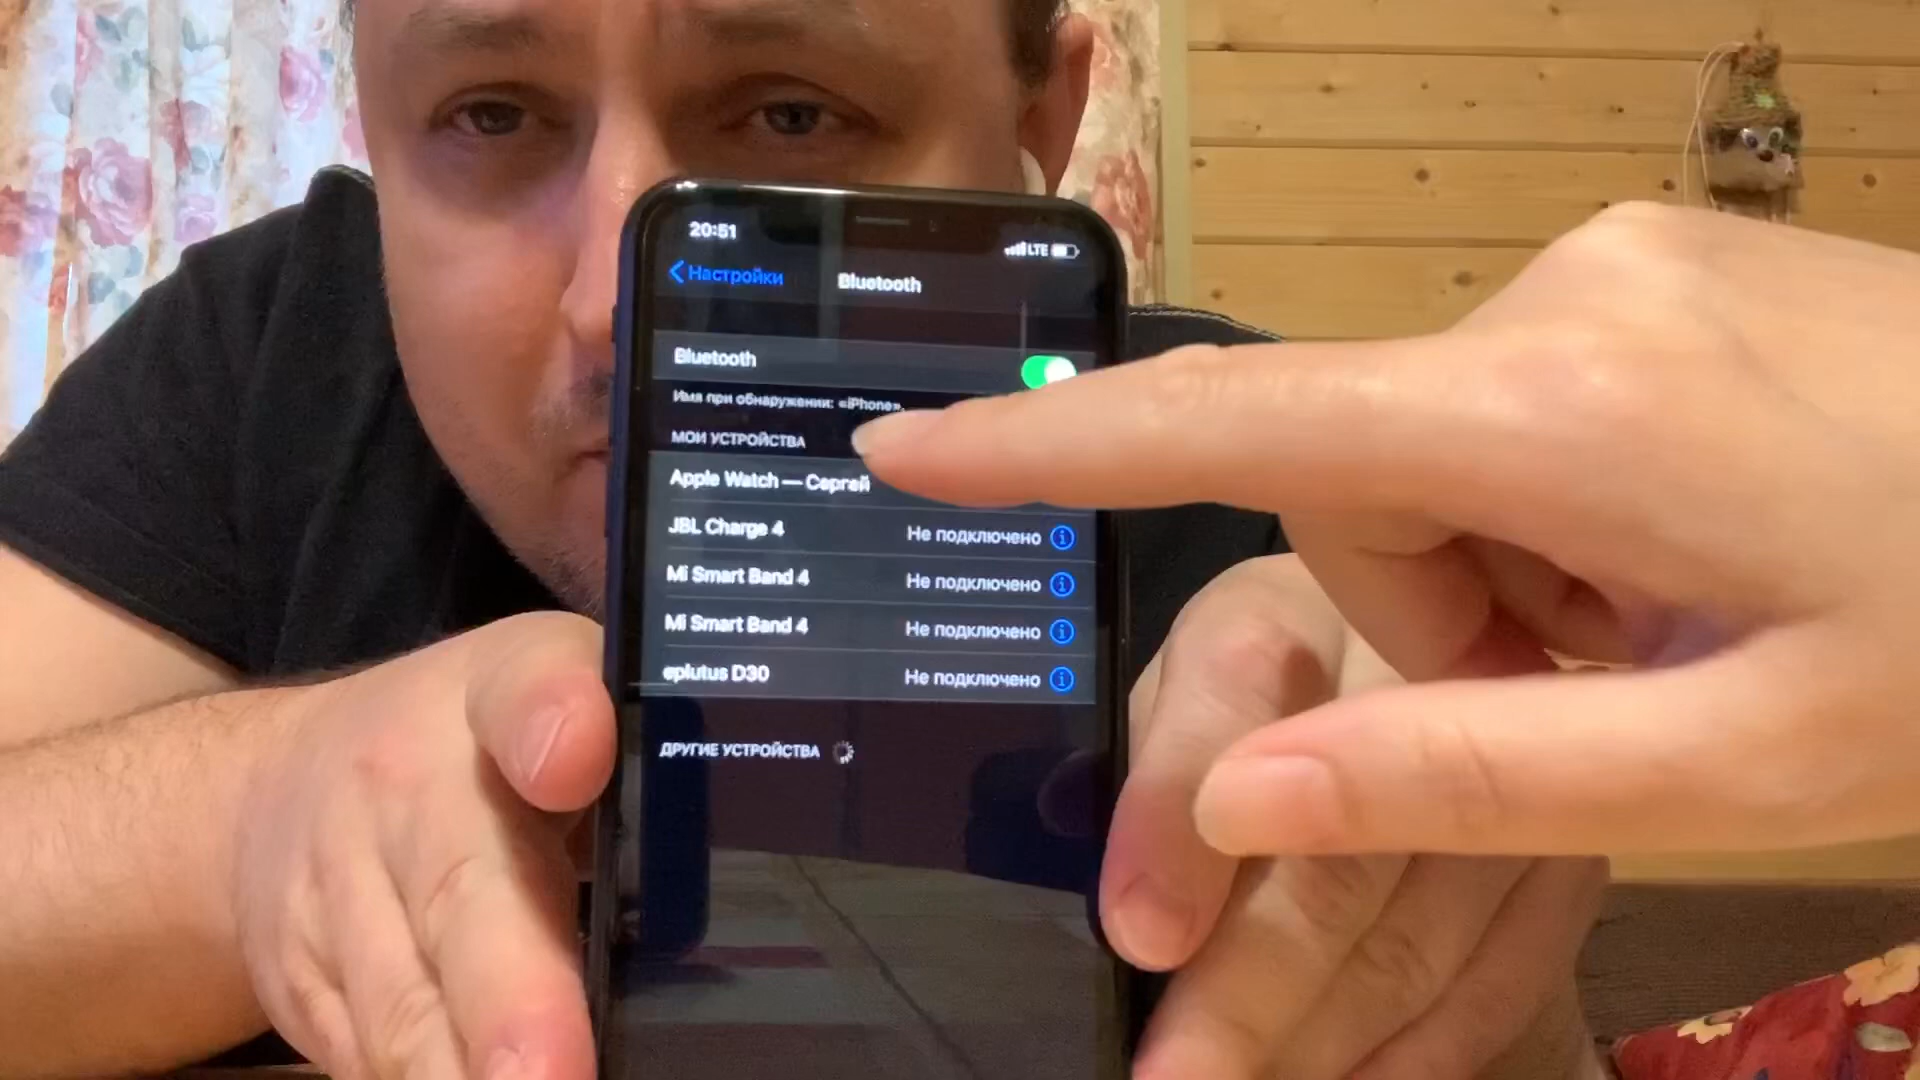 20:51
LTE
Настройки
Bluetooth
Bluetooth
Имя при обнаружении: «iPhone».
МОИ УСТРОЙСТВА
Apple Watch — Сергей
JBL Charge 4 Не подключено
Mi Smart Band 4 Не подключено
Mi Smart Band 4 Не подключено
eplutus D30 Не подключено
ДРУГИЕ УСТРОЙСТВА